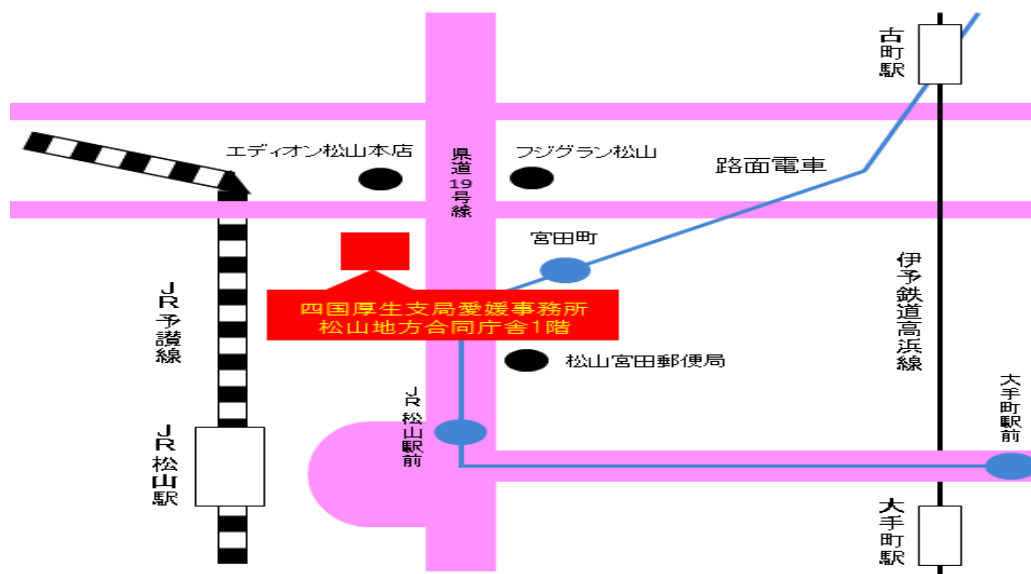 古町駅
エディオン松山本店
県道19号線
フジグラン松山
路面電車
宮田町
伊予鉄道高浜線
JR予讃線
四国厚生支局愛媛事務所
松山地方合同庁舎1階
松山宮田郵便局
JR松山駅前
大手町駅前
JR松山駅
大手町駅